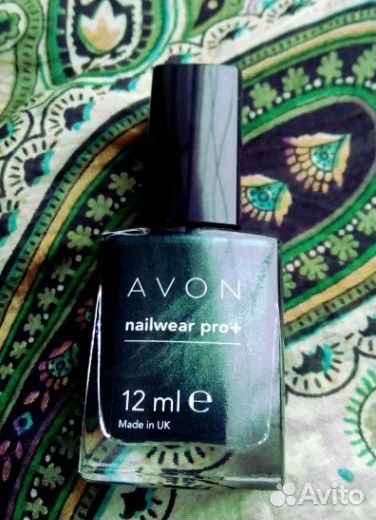 AVON
nailwear pro+
12 ml ℮
Made in UK
Avito